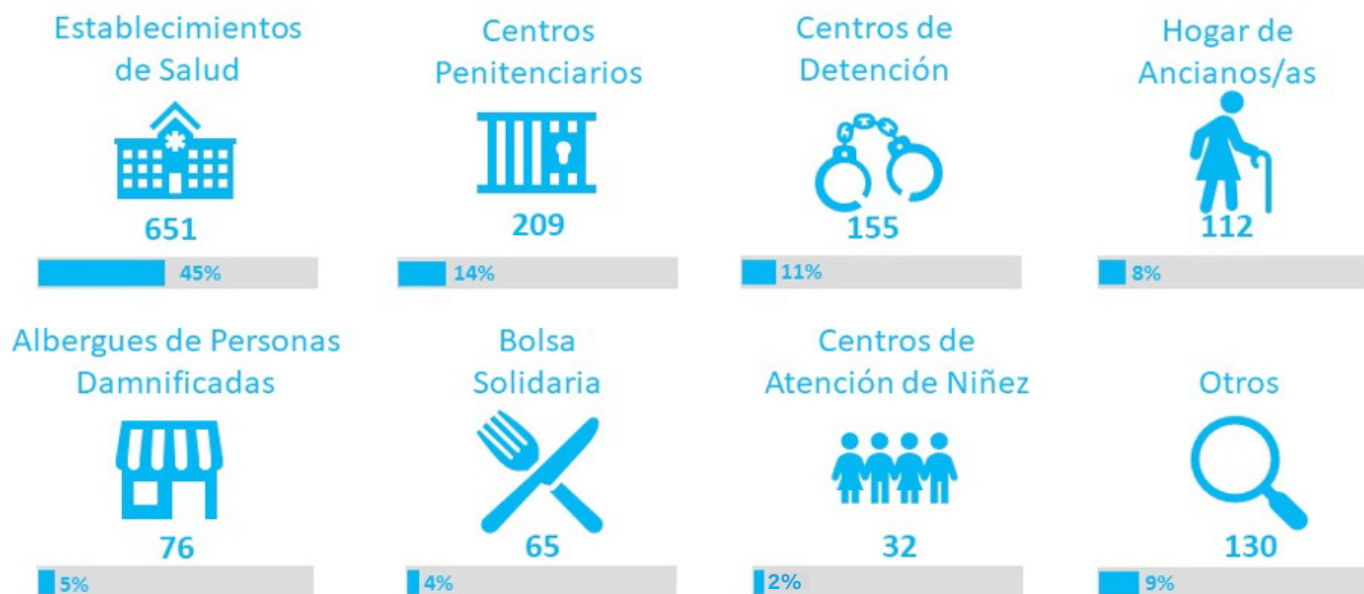 Establecimientos
de Salud
651
45%
Centros
Penitenciarios
209
14%
Centros de
Detención
155
11%
Hogar de
Ancianos/as
112
8%
Albergues de Personas
Damnificadas
76
5%
Bolsa
Solidaria
65
4%
Centros de
Atención de Niñez
32
2%
Otros
130
9%